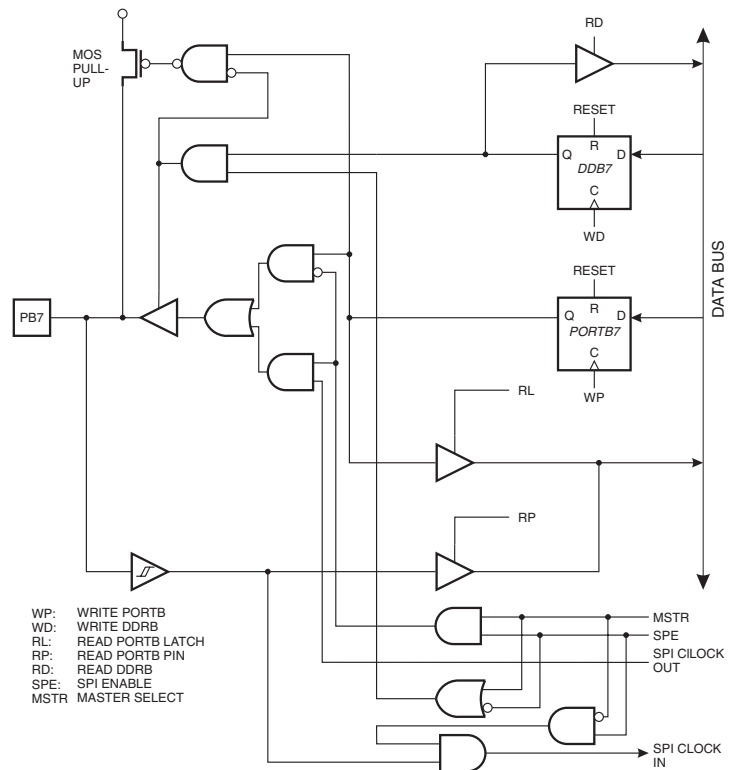 RD
MOS
PULL-
UP
RESET
R
Q
D
DDB7
C
WD
DATA BUS
RESET
R
Q
D
PORTB7
C
WP
PB7
RL
RP
WP: WRITE PORTB
WD: WRITE DDRB
RL: READ PORTB LATCH
RP: READ PORTB PIN
RD: READ DDRB
SPE: SPI ENABLE
MSTR MASTER SELECT
MSTR
SPE
SPI ClLOCK
OUT
SPI CLOCK
IN